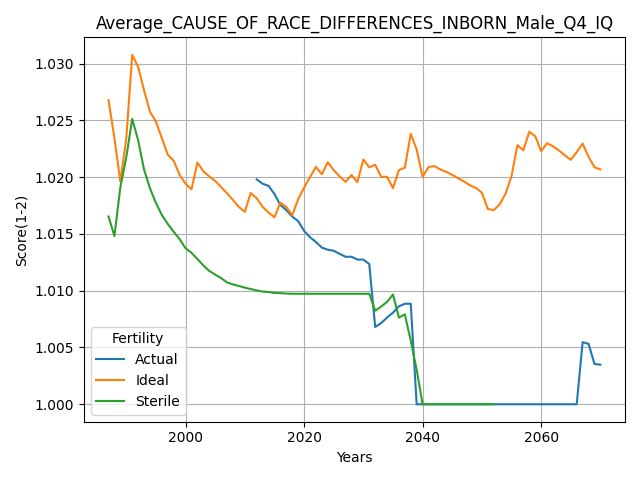 Average_CAUSE_OF_RACE_DIFFERENCES_INBORN_Male_Q4_IQ
1.030
1.025
1.020
1.015
1.010
1.005
1.000
Score(1-2)
Fertility
Actual
Ideal
Sterile
2000
2020
2040
2060
Years